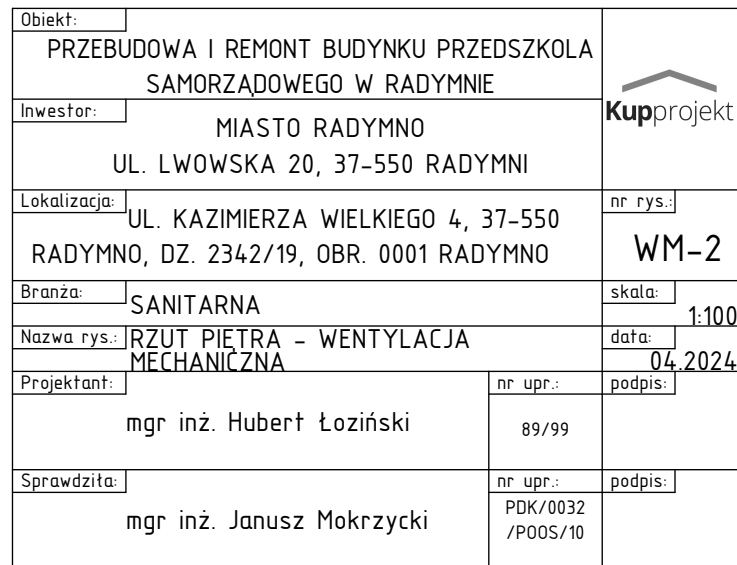 Obiekt:
PRZEBUDOWA I REMONT BUDYNKU PRZEDSZKOLA
SAMORZĄDOWEGO W RADYMNIE
Kupprojekt
Inwestor:
MIASTO RADYMNO
UL. LWOWSKA 20, 37-550 RADYMNI
Lokalizacja:
UL. KAZIMIERZA WIELKIEGO 4, 37-550
RADYMNO, DZ. 2342/19, OBR. 0001 RADYMNO
nr rys.:
WM-2
Branża:
SANITARNA
skala:
1:100
Nazwa rys.:
RZUT PIĘTRA - WENTYLACJA
MECHANICZNA
data:
04.2024
Projektant:
mgr inż. Hubert Łoziński
nr upr.:
89/99
podpis:
Sprawdziła:
mgr inż. Janusz Mokrzycki
nr upr.:
PDK/0032
/POOS/10
podpis: